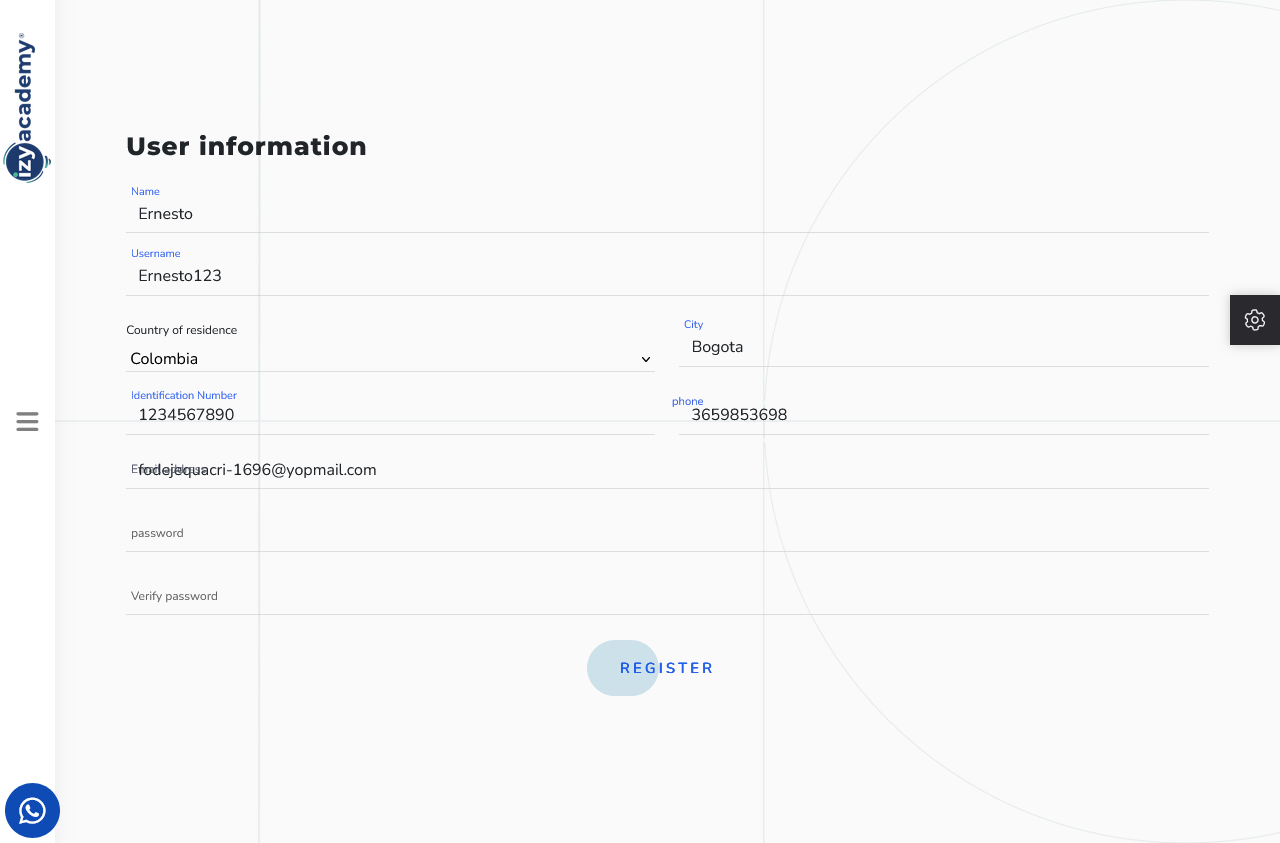 izyacademy®
User information
Name
Ernesto
Username
Ernesto123
Country of residence
Colombia
City
Bogota
Identification Number
1234567890
phone
3659853698
Email address
-1696@yopmail.com
password
Verify password
REGISTER